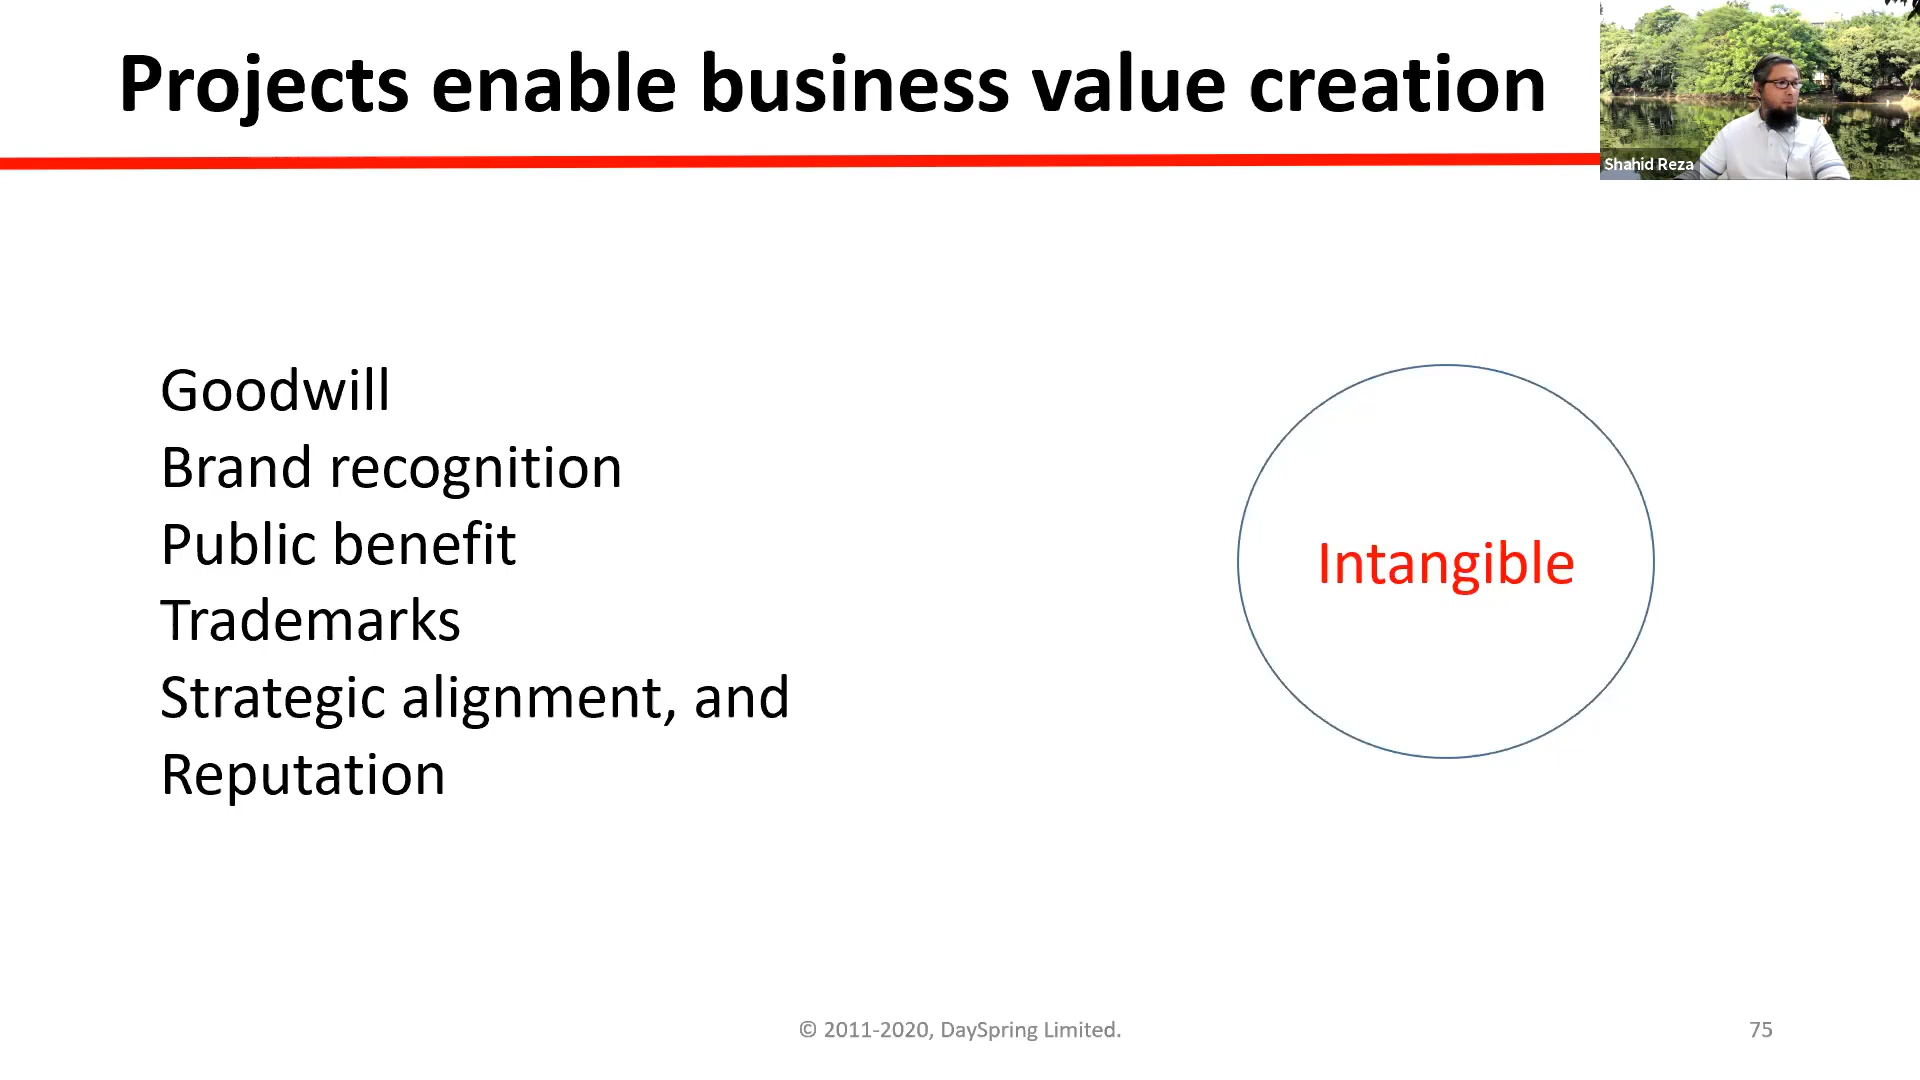 Projects enable business value creation
Shahid Reza
Goodwill
Brand recognition
Public benefit
Trademarks
Strategic alignment, and
Reputation
Intangible
© 2011-2020, DaySpring Limited.
75